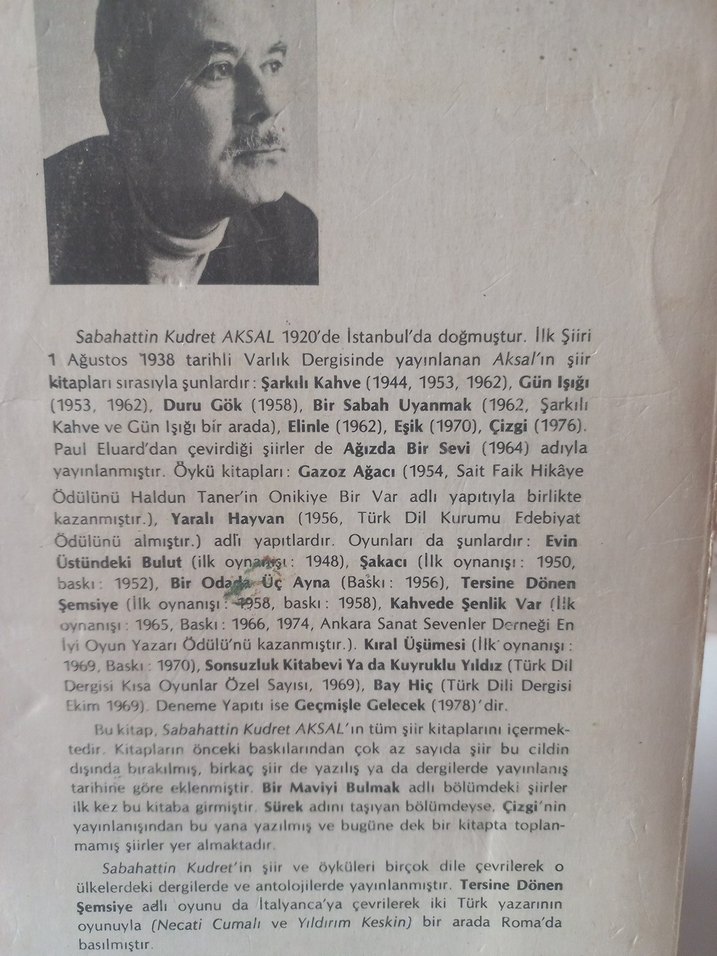 Sabahattin Kudret AKSAL 1920'de İstanbul'da doğmuştur. İlk Şiiri
1 Ağustos 1938 tarihli Varlık Dergisinde yayınlanan Aksal'ın şiir
kitapları sırasıyla şunlardır: Şarkılı Kahve (1944, 1953, 1962), Gün Işığı
(1953, 1962), Duru Gök (1958), Bir Sabah Uyanmak (1962, Şarkılı
Kahve ve Gün Işığı bir arada), Elinle (1962), Eşik (1970), Çizgi (1976).
Paul Eluard'dan çevirdiği şiirler de Ağızda Bir Sevi (1964) adıyla
yayınlanmıştır. Öykü kitapları: Gazoz Ağacı (1954, Sait Faik Hikâye
Ödülünü Haldun Taner'in Onikiye Bir Var adlı yapıtıyla birlikte
kazanmıştır.), Yaralı Hayvan (1956, Türk Dil Kurumu Edebiyat
Ödülünü almıştır.) adlı yapıtlardır. Oyunları da şunlardır: Evin
Üstündeki Bulut (ilk oynanışı: 1948), Şakacı (İlk oynanışı: 1950,
baskı: 1952), Bir Odada Üç Ayna (Baskı: 1956), Tersine Dönen
Şemsiye (İlk oynanışı: 1958, baskı: 1958), Kahvede Şenlik Var (İlk
oynanışı: 1965, Baskı: 1966, 1974, Ankara Sanat Sevenler Derneği En
İyi Oyun Yazarı Ödülü'nü kazanmıştır.). Kıral Üşümesi (İlk oynanışı:
1969, Baskı: 1970), Sonsuzluk Kitabevi Ya da Kuyruklu Yıldız (Türk Dil
Dergisi Kısa Oyunlar Özel Sayısı, 1969), Bay Hiç (Türk Dili Dergisi
Ekim 1969). Deneme Yapıtı ise Geçmişle Gelecek (1978)'dir.
Bu kitap, Sabahattin Kudret AKSAL'ın tüm şiir kitaplarını içermek-
tedir. Kitapların önceki baskılarından çok az sayıda şiir bu cildin
dışında bırakılmış, birkaç şiir de yazılış ya da dergilerde yayınlanış
tarihine göre eklenmiştir. Bir Maviyi Bulmak adlı bölümdeki şiirler
ilk kez bu kitaba girmiştir. Sürek adını taşıyan bölümdeyse, Çizgi'nin
yayınlanışından bu yana yazılmış ve bugüne dek bir kitapta toplan-
mamış şiirler yer almaktadır.
Sabahattin Kudret'in şiir ve öyküleri birçok dile çevrilerek o
ülkelerdeki dergilerde ve antolojilerde yayınlanmıştır. Tersine Dönen
Şemsiye adlı oyunu da İtalyanca'ya çevrilerek iki Türk yazarının
oyunuyla (Necati Cumalı ve Yıldırım Keskin) bir arada Roma'da
basılmıştır.